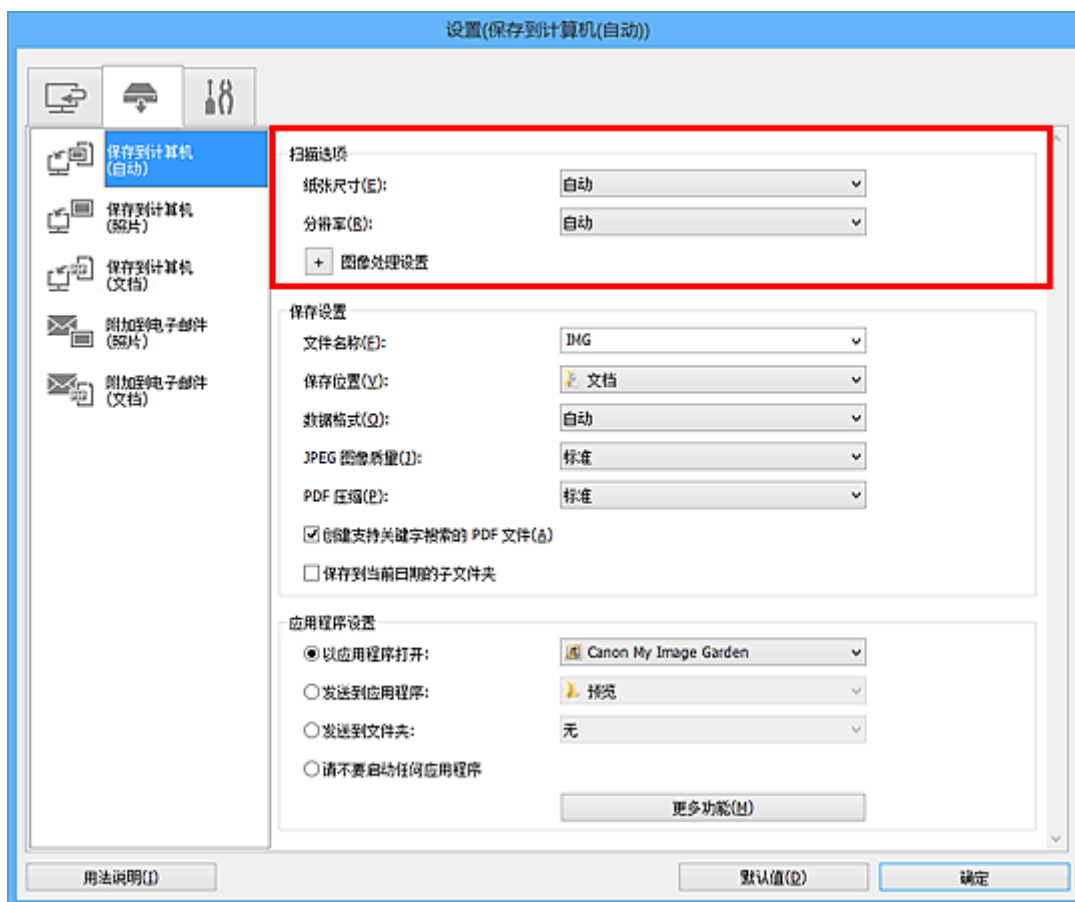 设置(保存到计算机(自动))
保存到计算机
(自动)
保存到计算机
(照片)
保存到计算机
(文档)
附加到电子邮件
(照片)
附加到电子邮件
(文档)
扫描选项
纸张尺寸(E): 自动
分辨率(R): 自动
+ 图像处理设置
保存设置
文件名称(F): IMG
保存位置(V): 文档
数据格式(O): 自动
JPEG 图像质量(J): 标准
PDF 压缩(P): 标准
创建支持关键字搜索的 PDF 文件(A)
保存到当前日期的子文件夹
应用程序设置
以应用程序打开: Canon My Image Garden
发送到应用程序: 预览
发送到文件夹: 无
请不要启动任何应用程序
更多功能(M)
用法说明(I) 默认值(D) 确定